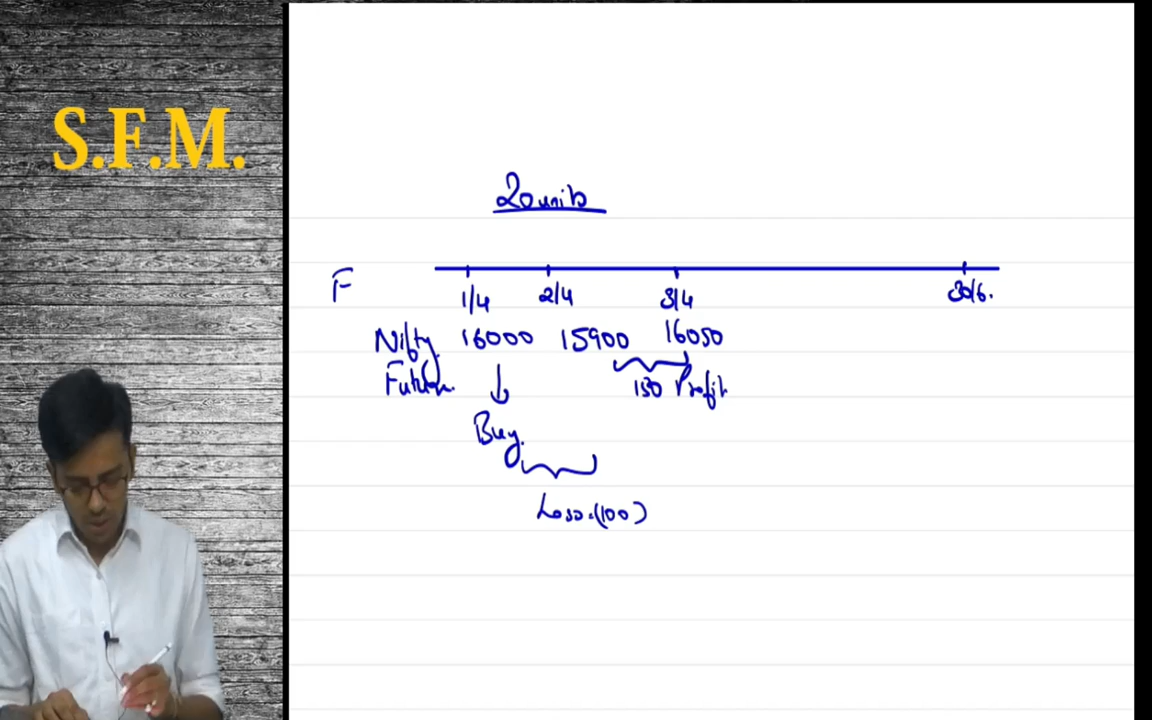 S.F.M.
20 units
F
1/4 2/4 3/4 30/6.
Nifty 16000 15900 16050
Future. 150 Profit
Buy.
Loss.(100)